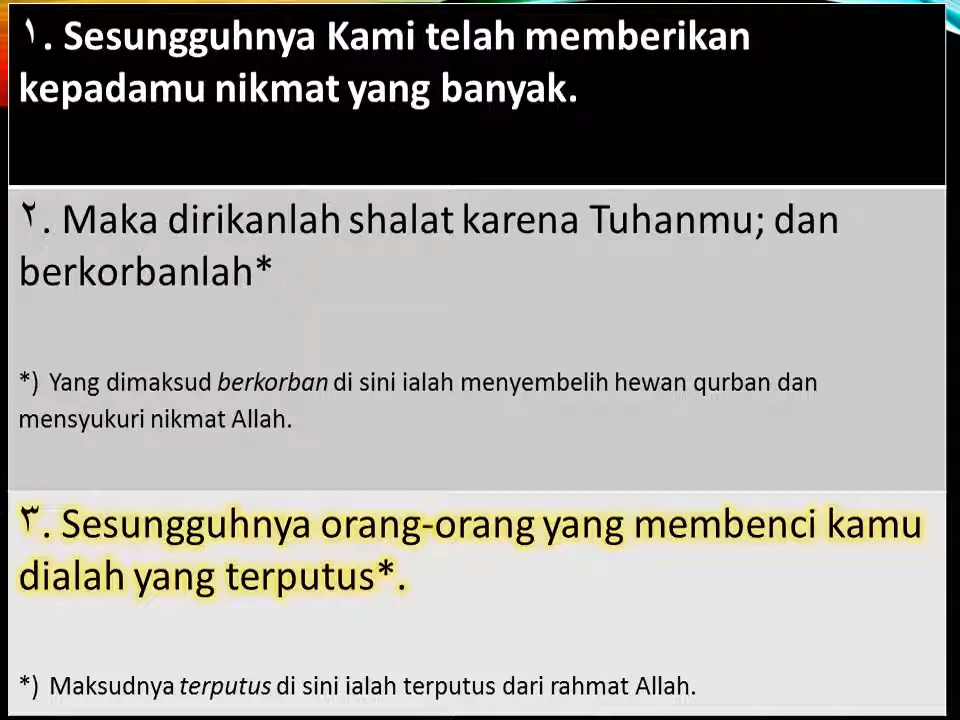 ١. Sesungguhnya Kami telah memberikan
kepadamu nikmat yang banyak.
٢. Maka dirikanlah shalat karena Tuhanmu; dan
berkorbanlah*
*) Yang dimaksud berkorban di sini ialah menyembelih hewan qurban dan
mensyukuri nikmat Allah.
٣. Sesungguhnya orang-orang yang membenci kamu
dialah yang terputus*.
*) Maksudnya terputus di sini ialah terputus dari rahmat Allah.